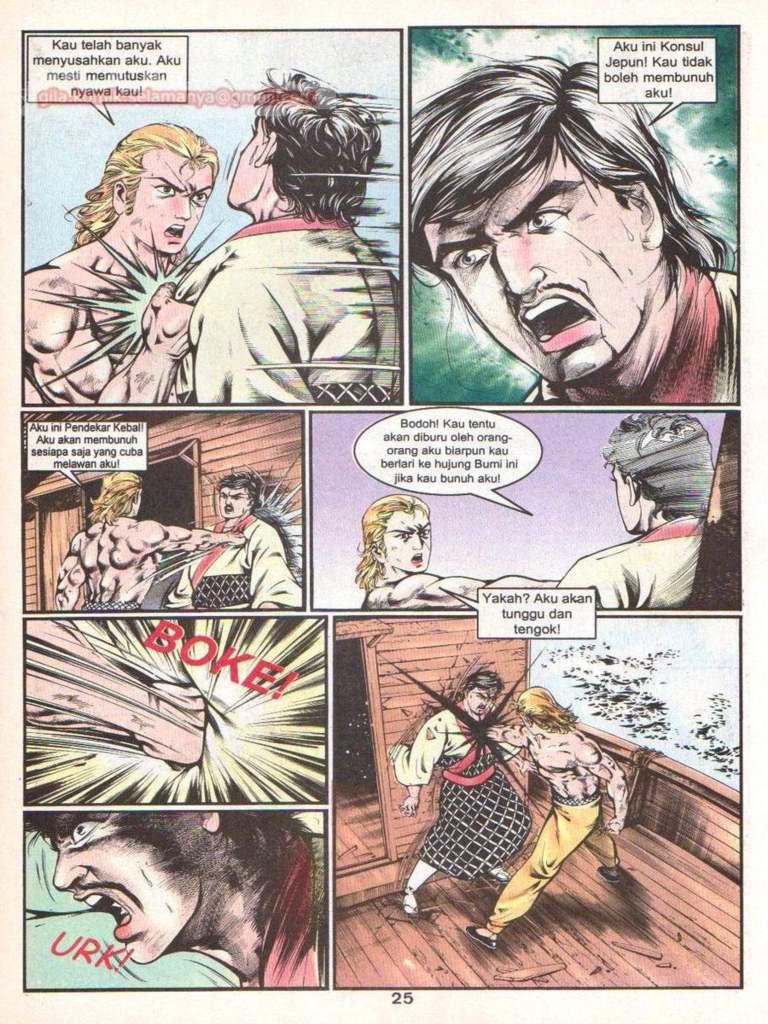 Kau telah banyak
menyusahkan aku. Aku
mesti memutuskan
nyawa kau!
Aku ini Konsul
Jepun! Kau tidak
boleh membunuh
aku!
Aku ini Pendekar Kebal!
Aku akan membunuh
sesiapa saja yang cuba
melawan aku!
Bodoh! Kau tentu
akan diburu oleh orang-
orang aku biarpun kau
berlari ke hujung Bumi ini
jika kau bunuh aku!
Yakah? Aku akan
tunggu dan
tengok!
BOKE!
URK!
25